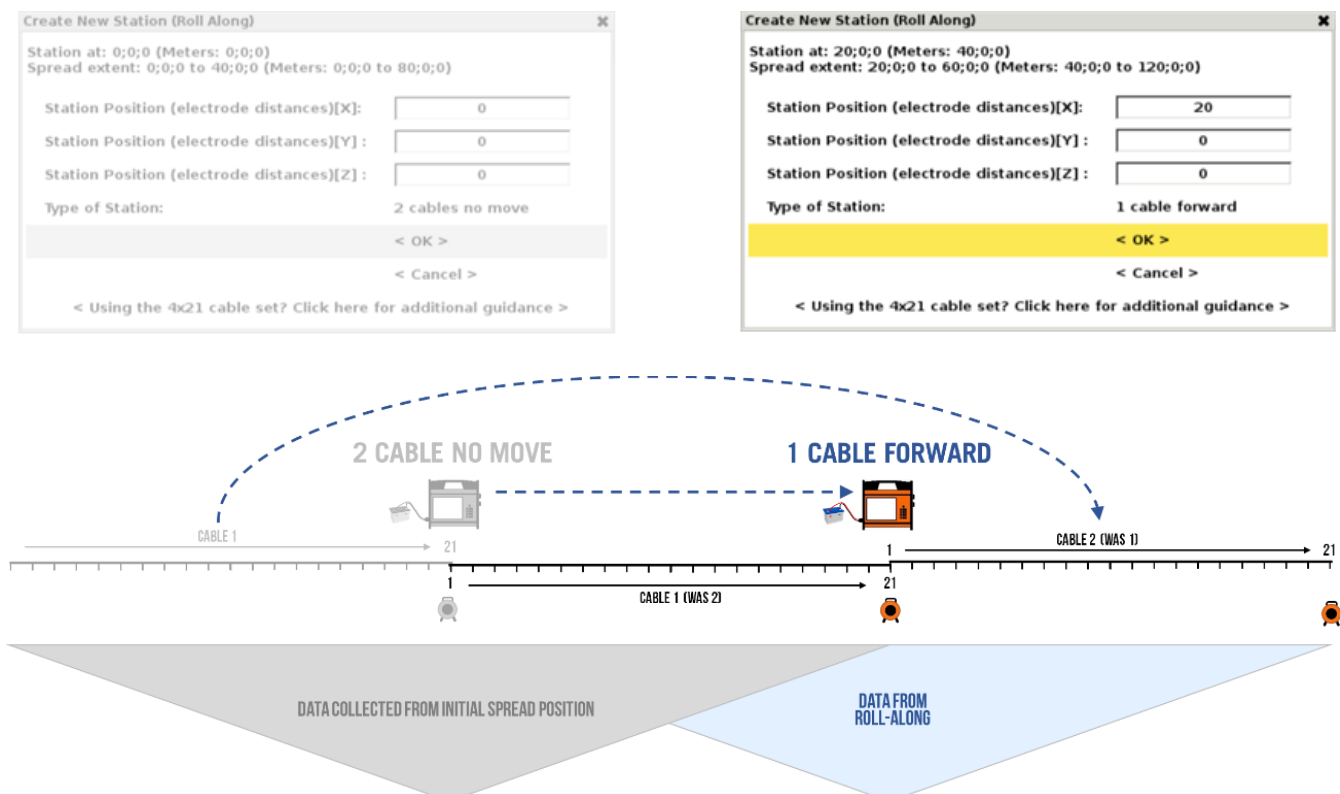 Create New Station (Roll Along)
Station at: 0;0;0 (Meters: 0;0;0)
Spread extent: 0;0;0 to 40;0;0 (Meters: 0;0;0 to 80;0;0)
Station Position (electrode distances)[X]: 0
Station Position (electrode distances)[Y] : 0
Station Position (electrode distances)[Z] : 0
Type of Station: 2 cables no move
< OK >
< Cancel >
< Using the 4x21 cable set? Click here for additional guidance >
Create New Station (Roll Along)
Station at: 20;0;0 (Meters: 40;0;0)
Spread extent: 20;0;0 to 60;0;0 (Meters: 40;0;0 to 120;0;0)
Station Position (electrode distances)[X]: 20
Station Position (electrode distances)[Y] : 0
Station Position (electrode distances)[Z] : 0
Type of Station: 1 cable forward
< OK >
< Cancel >
< Using the 4x21 cable set? Click here for additional guidance >
2 CABLE NO MOVE
1 CABLE FORWARD
CABLE 1
21
1
CABLE 2 (WAS 1)
21
1
CABLE 1 (WAS 2)
21
DATA COLLECTED FROM INITIAL SPREAD POSITION
DATA FROM
ROLL-ALONG